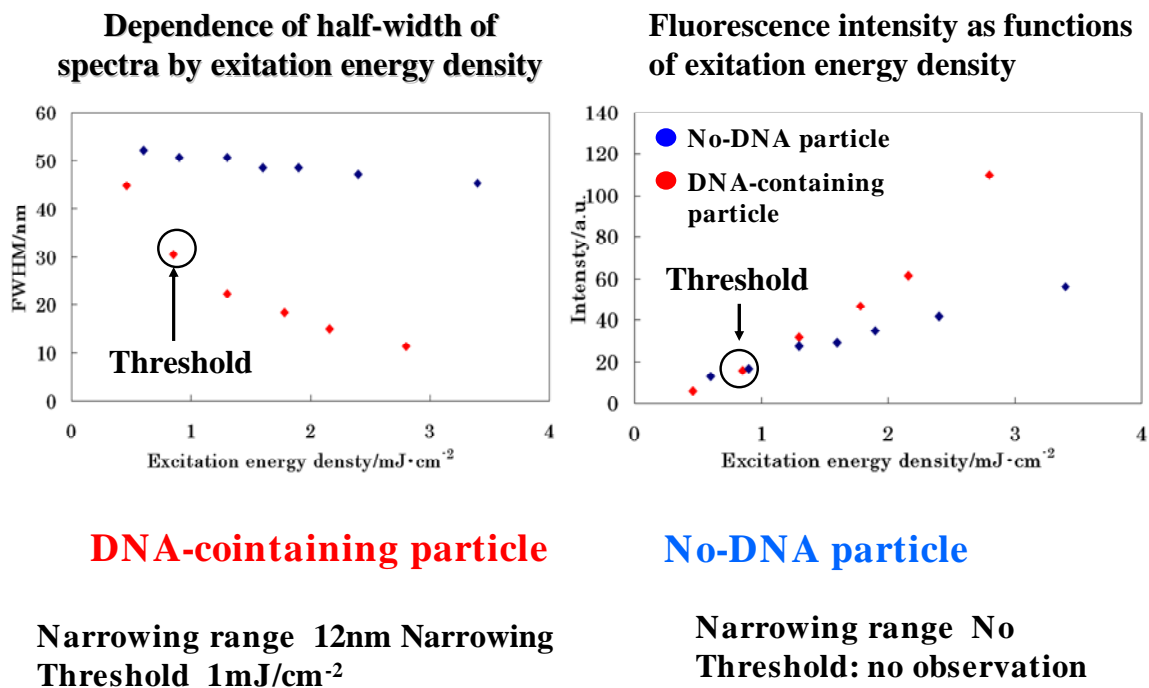 Dependence of half-width of
spectra by exitation energy density
Fluorescence intensity as functions
of exitation energy density
60
50
40
30
20
10
0
FWHM/nm
Threshold
0 1 2 3 4
Excitation energy densty/mJ·cm⁻²
140
120
100
80
60
40
20
0
Intensty/a.u.
No-DNA particle
DNA-containing
particle
Threshold
0 1 2 3 4
Excitation energy density/mJ·cm⁻²
DNA-cointaining particle
No-DNA particle
Narrowing range 12nm Narrowing
Threshold 1mJ/cm⁻²
Narrowing range No
Threshold: no observation